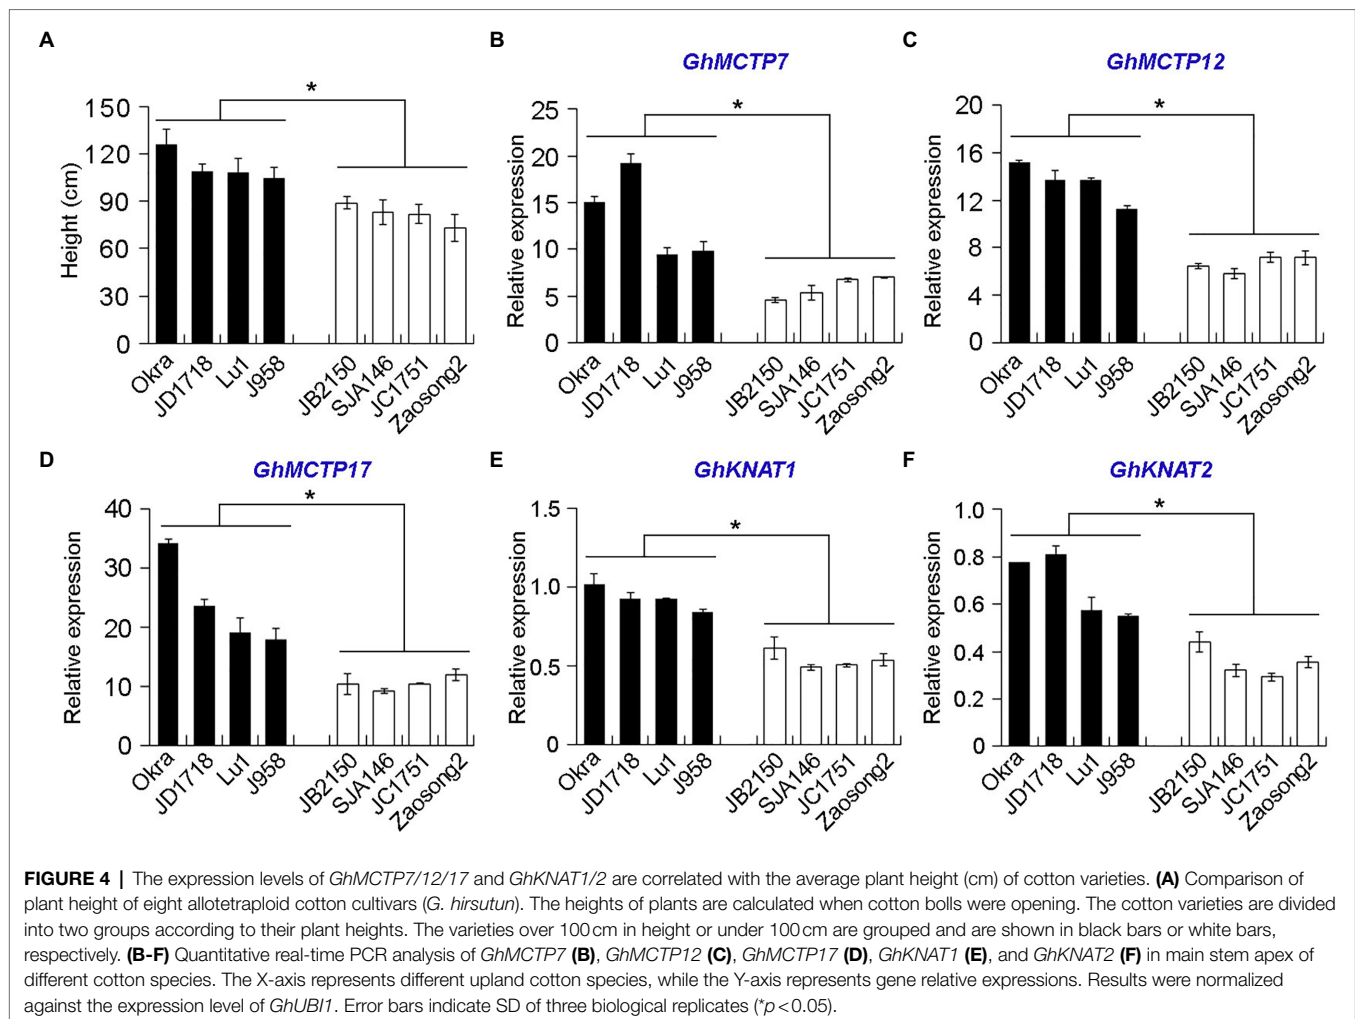 A
Height (cm)
150
120
90
60
30
0
*
Okra
JD1718
Lu1
J958
JB2150
SJA146
JC1751
Zaosong2
B
GhMCTP7
Relative expression
25
20
15
10
5
0
*
Okra
JD1718
Lu1
J958
JB2150
SJA146
JC1751
Zaosong2
C
GhMCTP12
Relative expression
20
16
12
8
4
0
*
Okra
JD1718
Lu1
J958
JB2150
SJA146
JC1751
Zaosong2
D
GhMCTP17
Relative expression
40
30
20
10
0
*
Okra
JD1718
Lu1
J958
JB2150
SJA146
JC1751
Zaosong2
E
GhKNAT1
Relative expression
1.5
1.0
0.5
0
*
Okra
JD1718
Lu1
J958
JB2150
SJA146
JC1751
Zaosong2
F
GhKNAT2
Relative expression
1.0
0.8
0.6
0.4
0.2
0
*
Okra
JD1718
Lu1
J958
JB2150
SJA146
JC1751
Zaosong2
FIGURE 4 | The expression levels of GhMCTP7/12/17 and GhKNAT1/2 are correlated with the average plant height (cm) of cotton varieties. (A) Comparison of
plant height of eight allotetraploid cotton cultivars (G. hirsutun). The heights of plants are calculated when cotton bolls were opening. The cotton varieties are divided
into two groups according to their plant heights. The varieties over 100cm in height or under 100cm are grouped and are shown in black bars or white bars,
respectively. (B-F) Quantitative real-time PCR analysis of GhMCTP7 (B), GhMCTP12 (C), GhMCTP17 (D), GhKNAT1 (E), and GhKNAT2 (F) in main stem apex of
different cotton species. The X-axis represents different upland cotton species, while the Y-axis represents gene relative expressions. Results were normalized
against the expression level of GhUBI1. Error bars indicate SD of three biological replicates (*p<0.05).